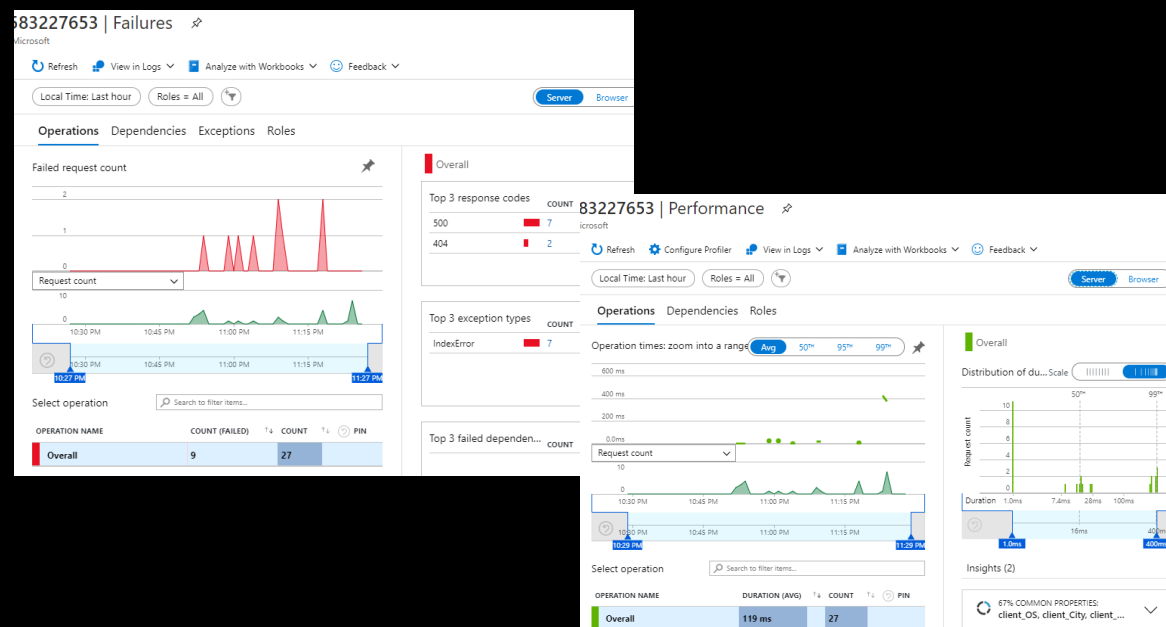 583227653 | Failures
Microsoft
Refresh View in Logs Analyze with Workbooks Feedback
Local Time: Last hour Roles = All
Server Browser
Operations Dependencies Exceptions Roles
Failed request count
2
1
0
Request count
10
0
10:30 PM 10:45 PM 11:00 PM 11:15 PM
10:30 PM 10:45 PM 11:00 PM 11:15 PM
10:27 PM 11:27 PM
Select operation Search to filter items...
OPERATION NAME COUNT (FAILED) COUNT PIN
Overall 9 27
Overall
Top 3 response codes COUNT
500 7
404 2
Top 3 exception types COUNT
IndexError 7
Top 3 failed dependen... COUNT
83227653 | Performance
icrosoft
Refresh Configure Profiler View in Logs Analyze with Workbooks Feedback
Local Time: Last hour Roles = All
Server Browser
Operations Dependencies Roles
Operation times: zoom into a range Avg 50TH 95TH 99TH
600 ms
400 ms
200 ms
0.0ms
Request count
10
0
10:30 PM 10:45 PM 11:00 PM 11:15 PM
10:30 PM 10:45 PM 11:00 PM 11:15 PM
10:29 PM 11:29 PM
Select operation Search to filter items...
OPERATION NAME DURATION (AVG) COUNT PIN
Overall 119 ms 27
Overall
Distribution of du... Scale
50TH 99TH
Request count
10
8
6
4
2
0
Duration 1.0ms 7.4ms 28ms 100ms
16ms
1.0ms 400ms
Insights (2)
67% COMMON PROPERTIES:
client_OS, client_City, client_...